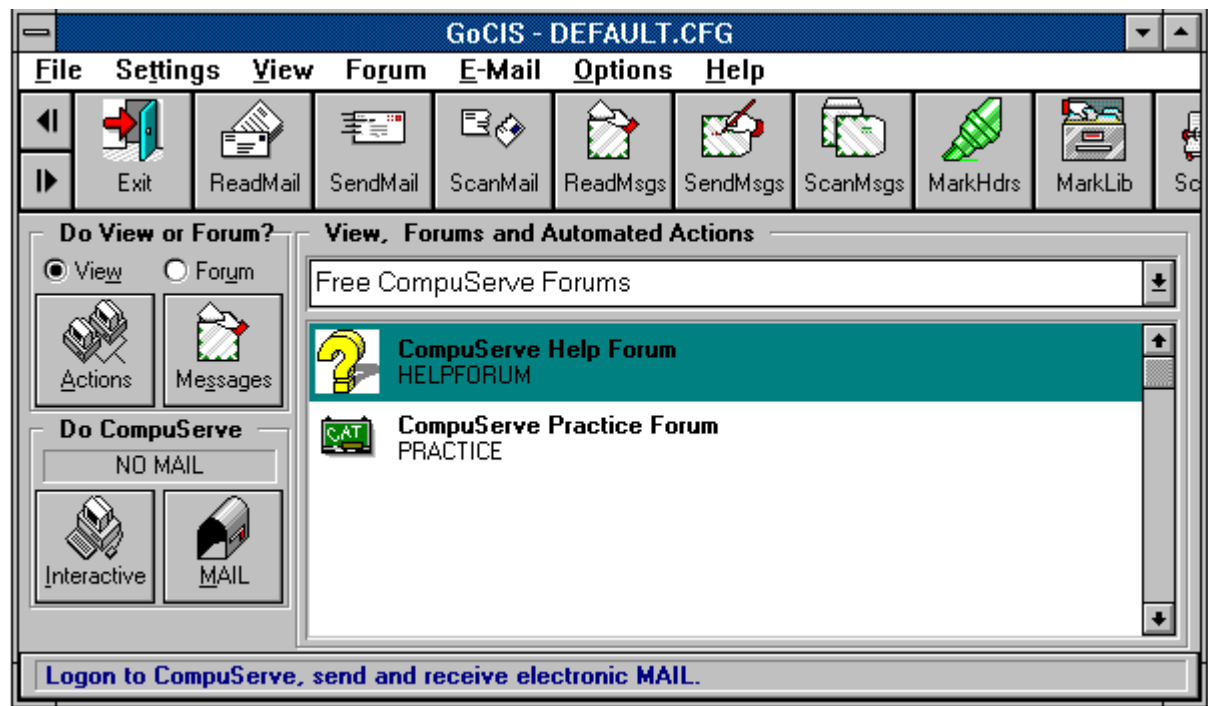 GoCIS - DEFAULT.CFG
File Settings View Forum E-Mail Options Help
Exit ReadMail SendMail ScanMail ReadMsgs SendMsgs ScanMsgs MarkHdrs MarkLib Sc
Do View or Forum?
View Forum
Actions Messages
Do CompuServe
NO MAIL
Interactive MAIL
View, Forums and Automated Actions
Free CompuServe Forums
CompuServe Help Forum
HELPFORUM
CAT
CompuServe Practice Forum
PRACTICE
Logon to CompuServe, send and receive electronic MAIL.